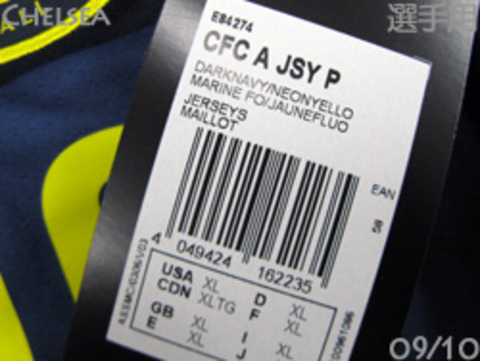 CHELSEA
選手用
E84274
CFC A JSY P
DARKNAVY/NEONYELLO
MARINE FO/JAUNEFLUO
JERSEYS
MAILLOT
EAN
4 049424 162235
USA XL D XL
CDN XLTG F XL
GB XL I XL
E XL J
09/10